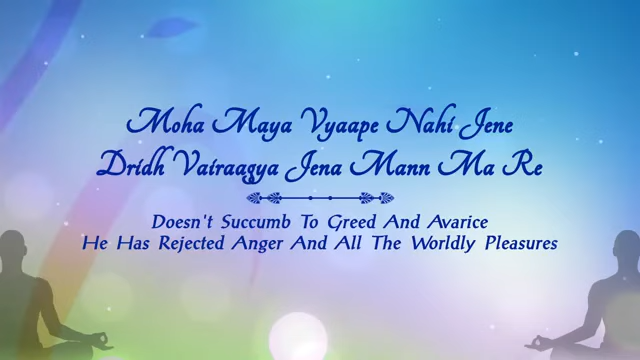 Moha Maya Vyaape Nahi Jene
Dridh Vairaagya Jena Mann Ma Re
Doesn't Succumb To Greed And Avarice
He Has Rejected Anger And All The Worldly Pleasures